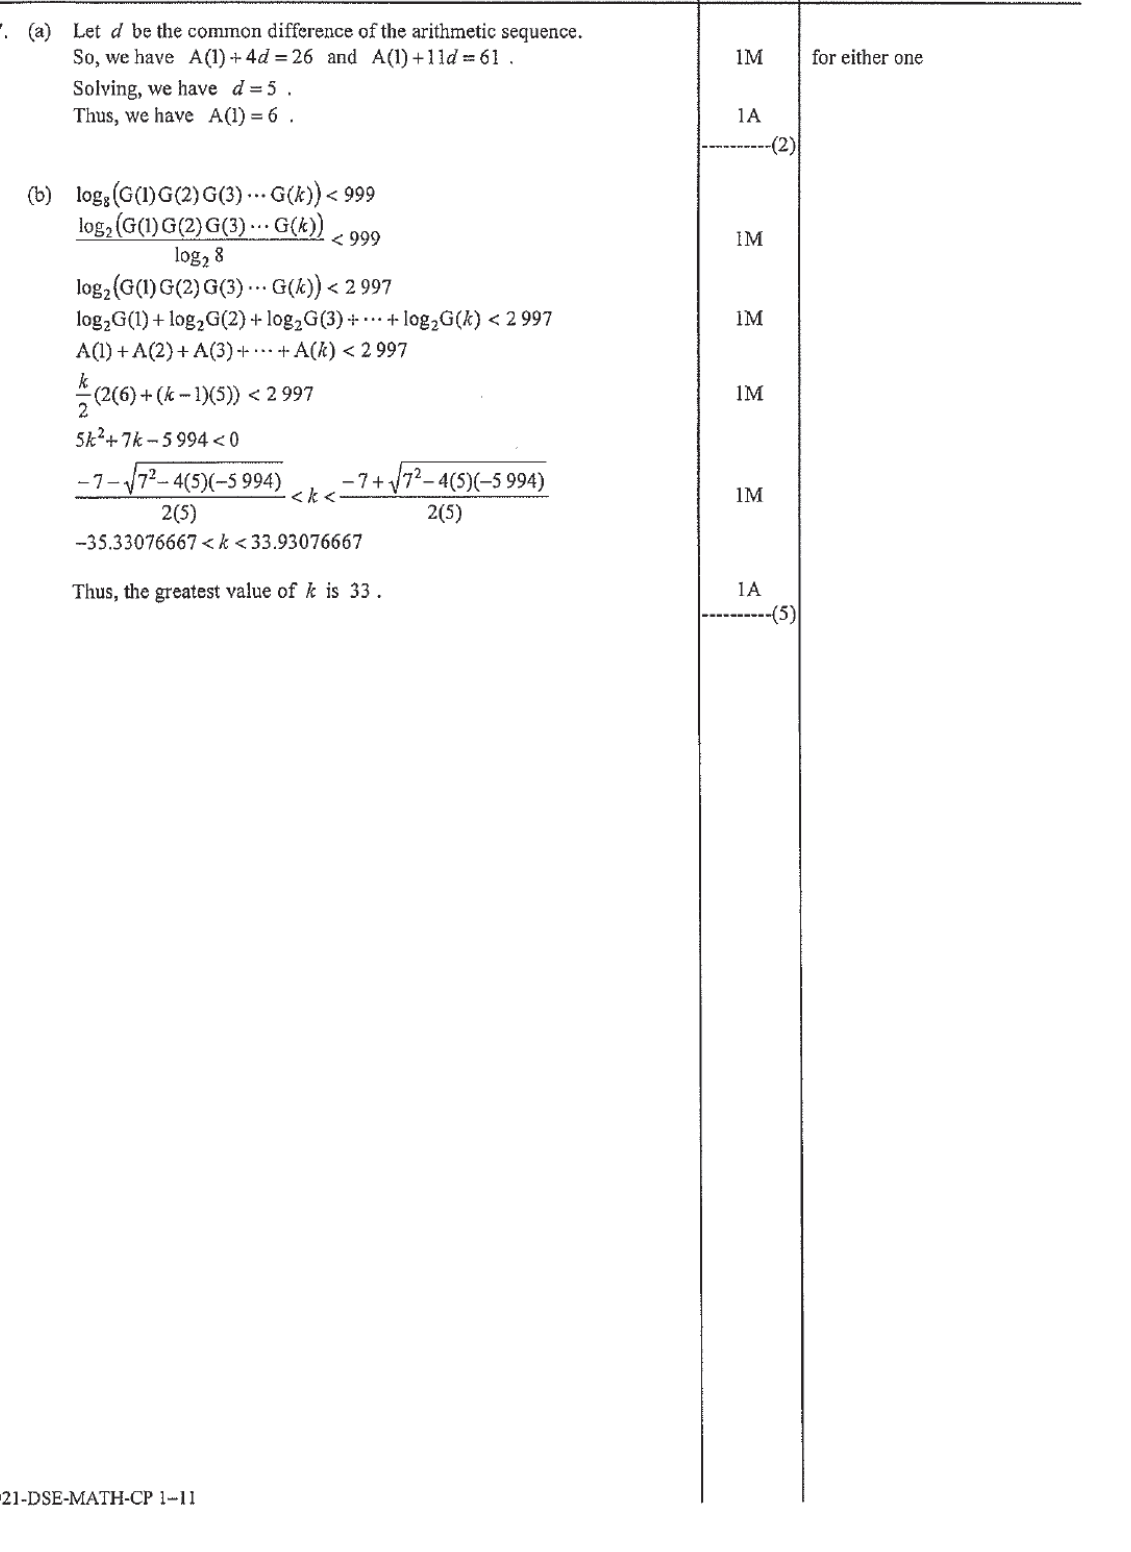 (a) Let d be the common difference of the arithmetic sequence.
So, we have A(1)+4d=26 and A(1)+11d=61 . 1M for either one
Solving, we have d=5 .
Thus, we have A(1)=6 . 1A
----------(2)
(b) log₈(G(1)G(2)G(3)⋯G(k))<999
log₂(G(1)G(2)G(3)⋯G(k))/log₂8 <999 1M
log₂(G(1)G(2)G(3)⋯G(k))<2 997
log₂G(1)+log₂G(2)+log₂G(3)+⋯+log₂G(k)<2 997 1M
A(1)+A(2)+A(3)+⋯+A(k)<2 997
k/2(2(6)+(k−1)(5))<2 997 1M
5k²+7k−5 994<0
(−7−√(7²−4(5)(−5 994)))/2(5) <k< (−7+√(7²−4(5)(−5 994)))/2(5) 1M
−35.33076667<k<33.93076667
Thus, the greatest value of k is 33 . 1A
----------(5)
21-DSE-MATH-CP 1−11